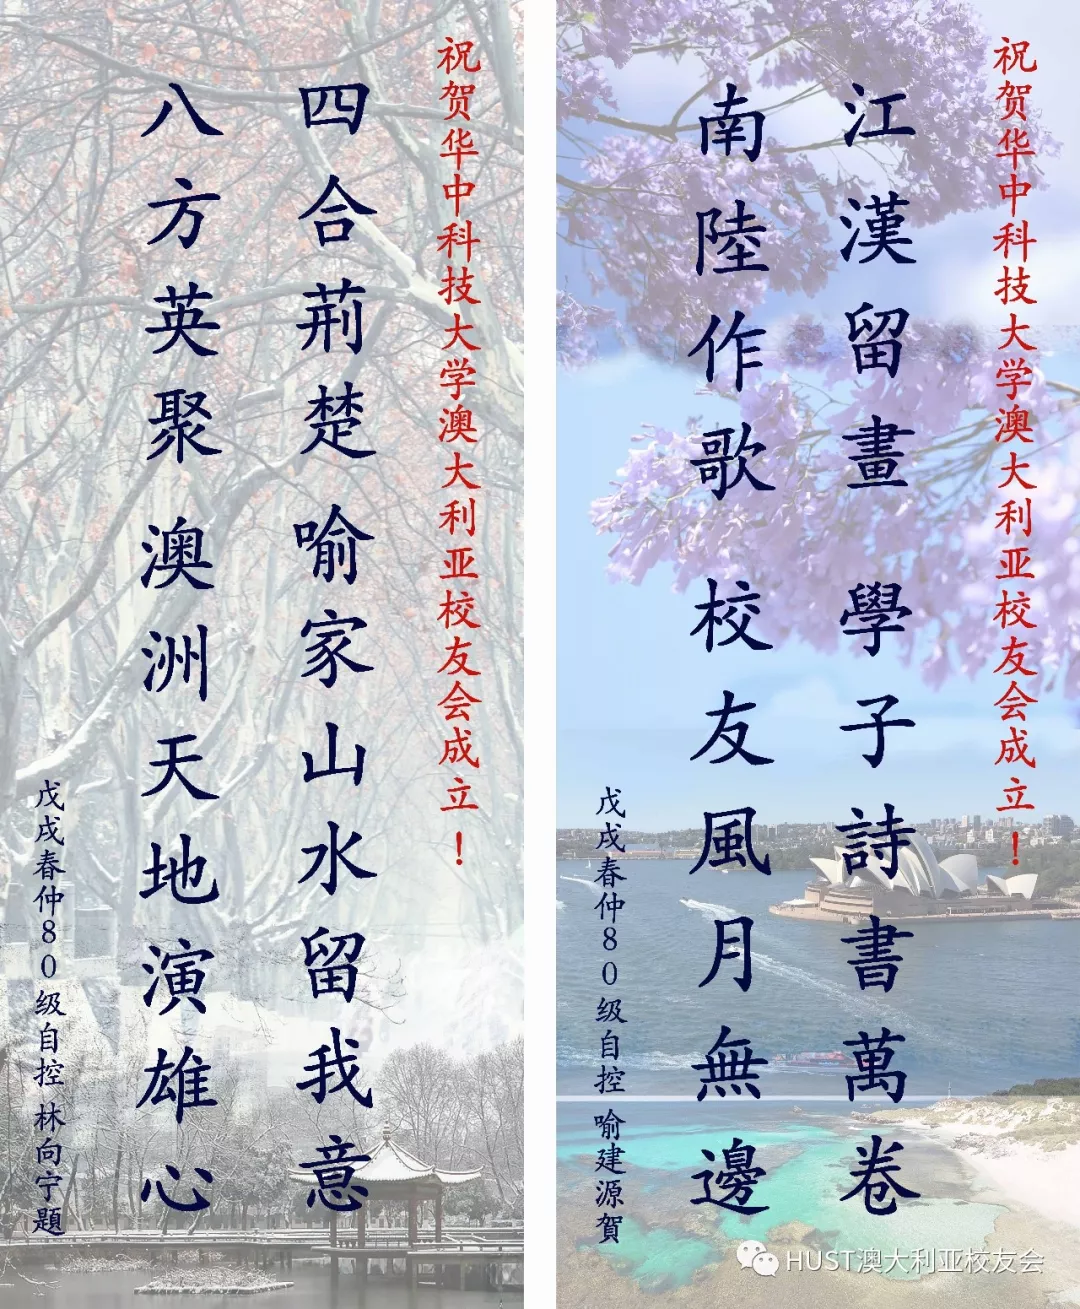 祝贺华中科技大学澳大利亚校友会成立！
四合荊楚喻家山水留我意
八方英聚澳洲天地演雄心
戊戌春仲80级自控 林向宁題
祝贺华中科技大学澳大利亚校友会成立！
江漢留畫 學子詩書萬卷
南陸作歌 校友風月無邊
戊戌春仲80级自控 喻建源賀
HUST澳大利亚校友会